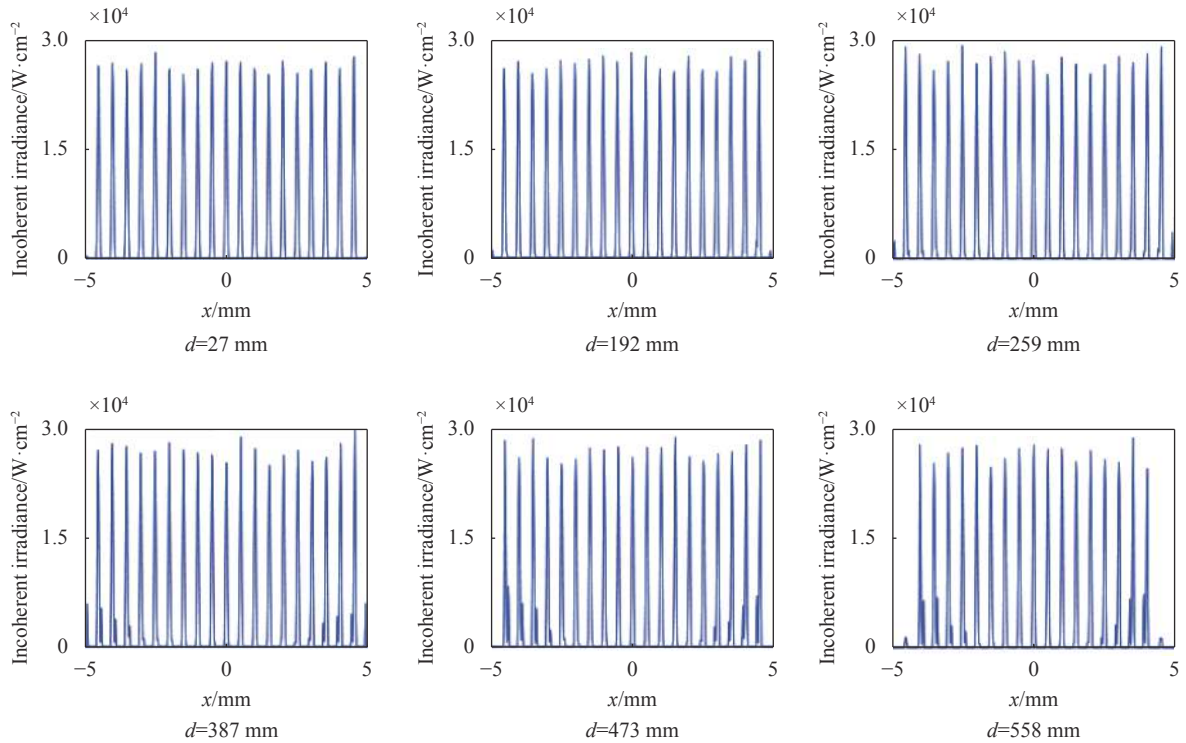 ×10⁴ ×10⁴ ×10⁴
Incoherent irradiance/W·cm⁻² Incoherent irradiance/W·cm⁻² Incoherent irradiance/W·cm⁻²
3.0 3.0 3.0
1.5 1.5 1.5
0 0 0
−5 0 5 −5 0 5 −5 0 5
x/mm x/mm x/mm
d=27 mm d=192 mm d=259 mm
×10⁴ ×10⁴ ×10⁴
Incoherent irradiance/W·cm⁻² Incoherent irradiance/W·cm⁻² Incoherent irradiance/W·cm⁻²
3.0 3.0 3.0
1.5 1.5 1.5
0 0 0
−5 0 5 −5 0 5 −5 0 5
x/mm x/mm x/mm
d=387 mm d=473 mm d=558 mm